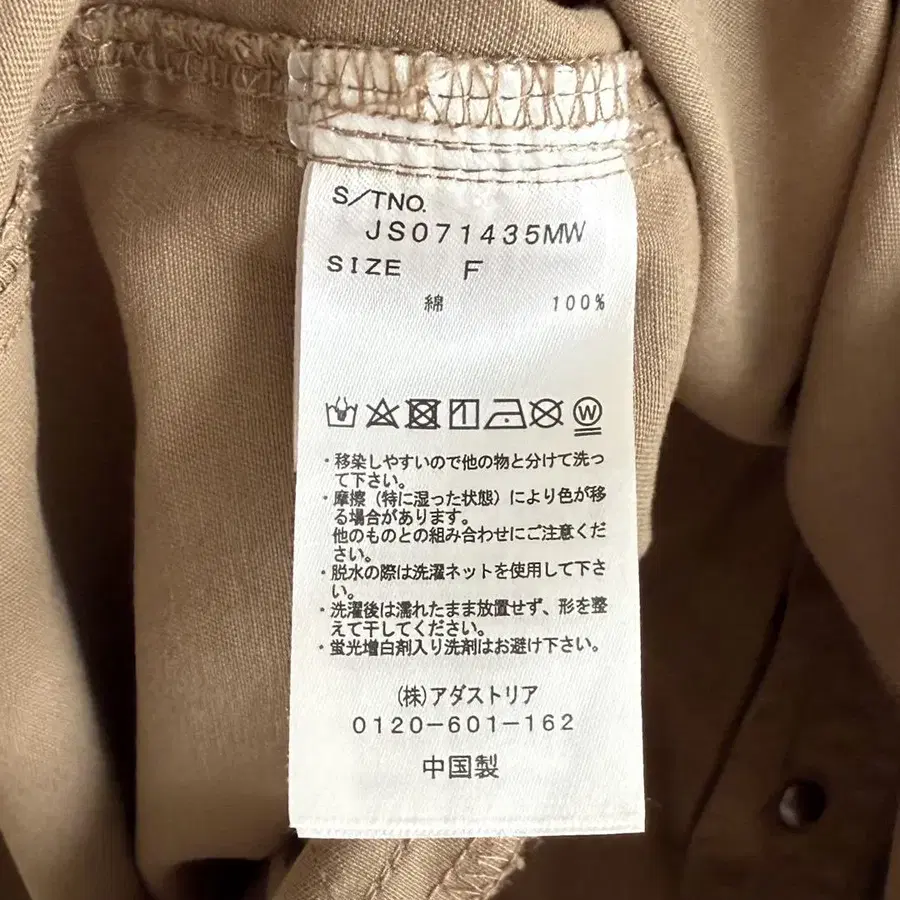 S/TNO.
JS071435MW
SIZE F
綿 100%
W
・移染しやすいので他の物と分けて洗っ
て下さい。
・摩擦（特に湿った状態）により色が移
る場合があります。
他のものとの組み合わせにご注意くだ
さい。
・脱水の際は洗濯ネットを使用して下さ
い。
・洗濯後は濡れたまま放置せず、形を整
えて干してください。
・蛍光増白剤入り洗剤はお避け下さい。
(株)アダストリア
0120-601-162
中国製